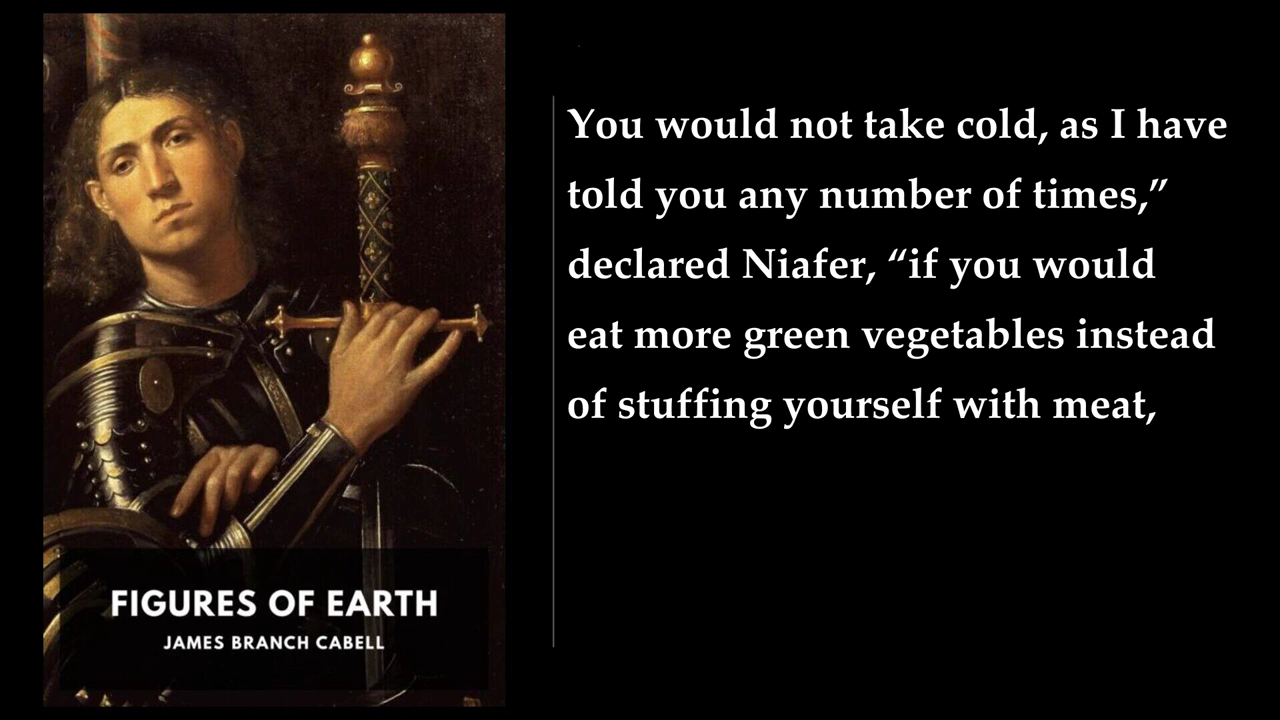 You would not take cold, as I have
told you any number of times,”
declared Niafer, “if you would
eat more green vegetables instead
of stuffing yourself with meat,
FIGURES OF EARTH
JAMES BRANCH CABELL